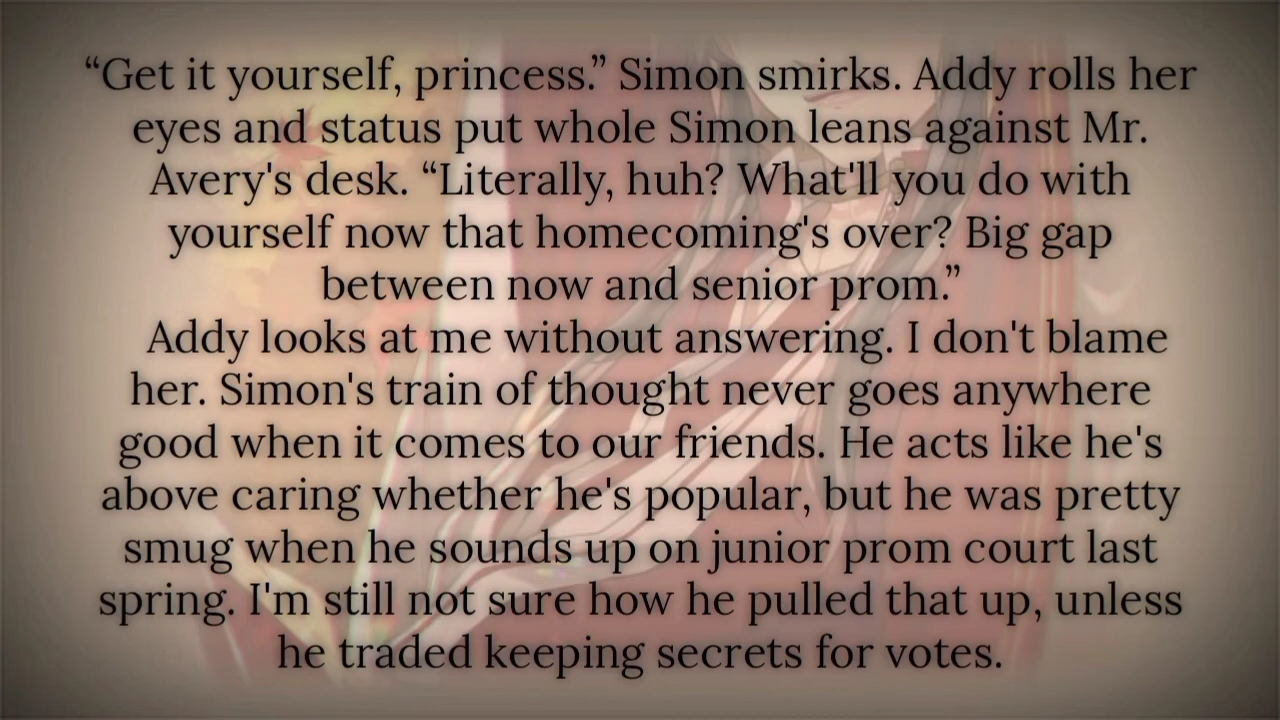 “Get it yourself, princess.” Simon smirks. Addy rolls her
eyes and status put whole Simon leans against Mr.
Avery's desk. “Literally, huh? What'll you do with
yourself now that homecoming's over? Big gap
between now and senior prom.”
Addy looks at me without answering. I don't blame
her. Simon's train of thought never goes anywhere
good when it comes to our friends. He acts like he's
above caring whether he's popular, but he was pretty
smug when he sounds up on junior prom court last
spring. I'm still not sure how he pulled that up, unless
he traded keeping secrets for votes.